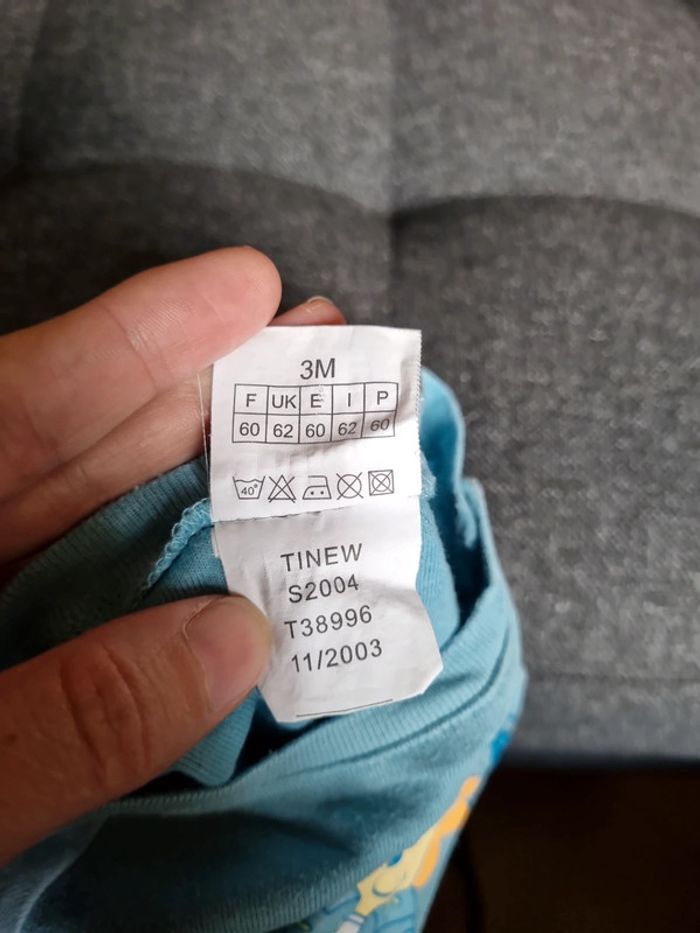 3M
F UK E I P
60 62 60 62 60
40°
TINEW
S2004
T38996
11/2003